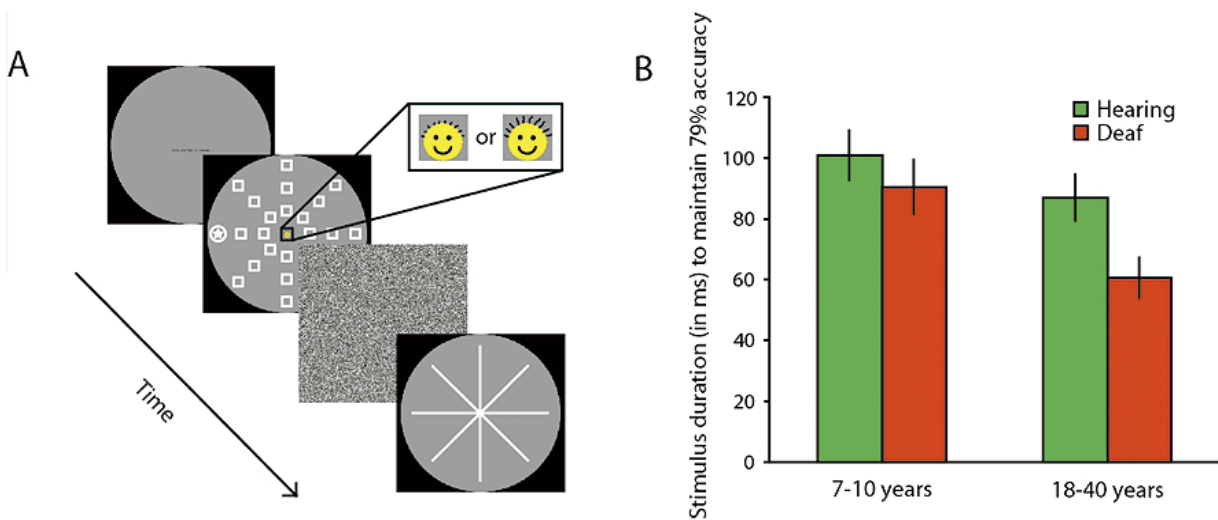 A
or
Time
B
Stimulus duration (in ms) to maintain 79% accuracy
120
100
80
60
40
20
0
Hearing
Deaf
7-10 years
18-40 years